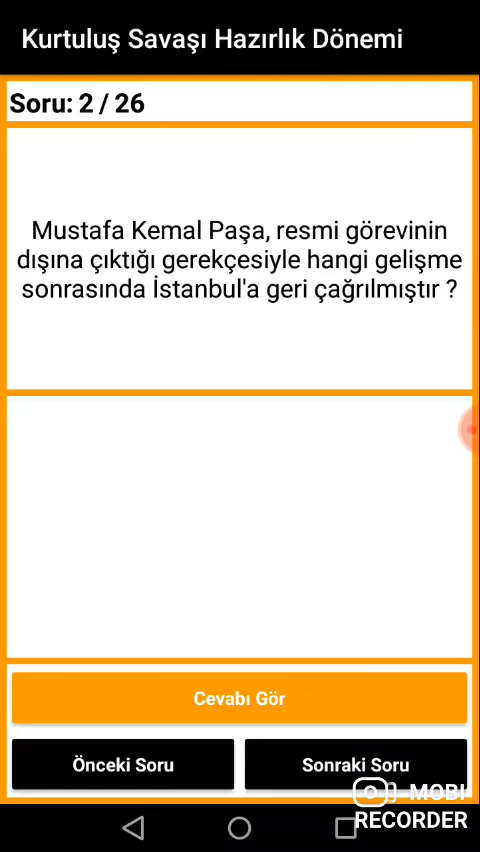 Kurtuluş Savaşı Hazırlık Dönemi
Soru: 2 / 26
Mustafa Kemal Paşa, resmi görevinin
dışına çıktığı gerekçesiyle hangi gelişme
sonrasında İstanbul'a geri çağrılmıştır ?
Cevabı Gör
Önceki Soru
Sonraki Soru
MOBI
RECORDER